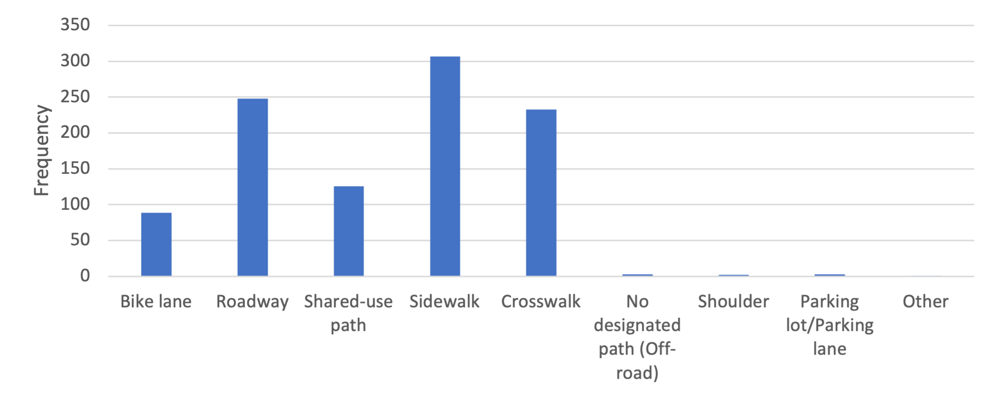 350
300
250
200
150
100
50
0
Frequency
Bike lane
Roadway
Shared-use
path
Sidewalk
Crosswalk
No
designated
path (Off-
road)
Shoulder
Parking
lot/Parking
lane
Other